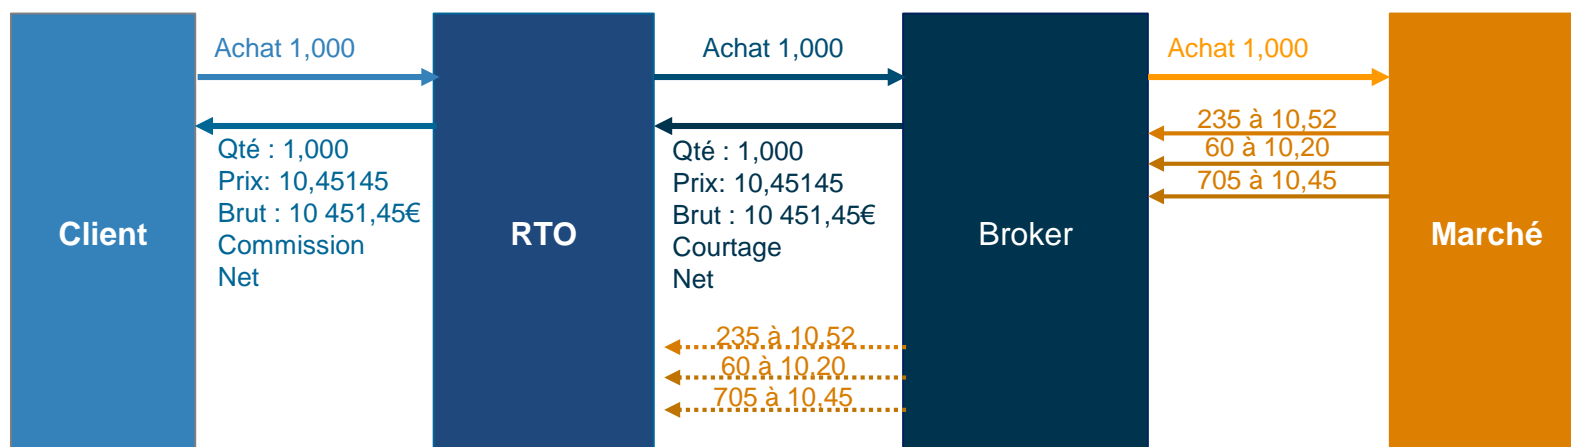 Achat 1,000
Achat 1,000
Achat 1,000
235 à 10,52
60 à 10,20
705 à 10,45
Qté : 1,000
Prix: 10,45145
Brut : 10 451,45€
Commission
Net
Qté : 1,000
Prix: 10,45145
Brut : 10 451,45€
Courtage
Net
Client
RTO
Broker
Marché
235 à 10,52
60 à 10,20
705 à 10,45